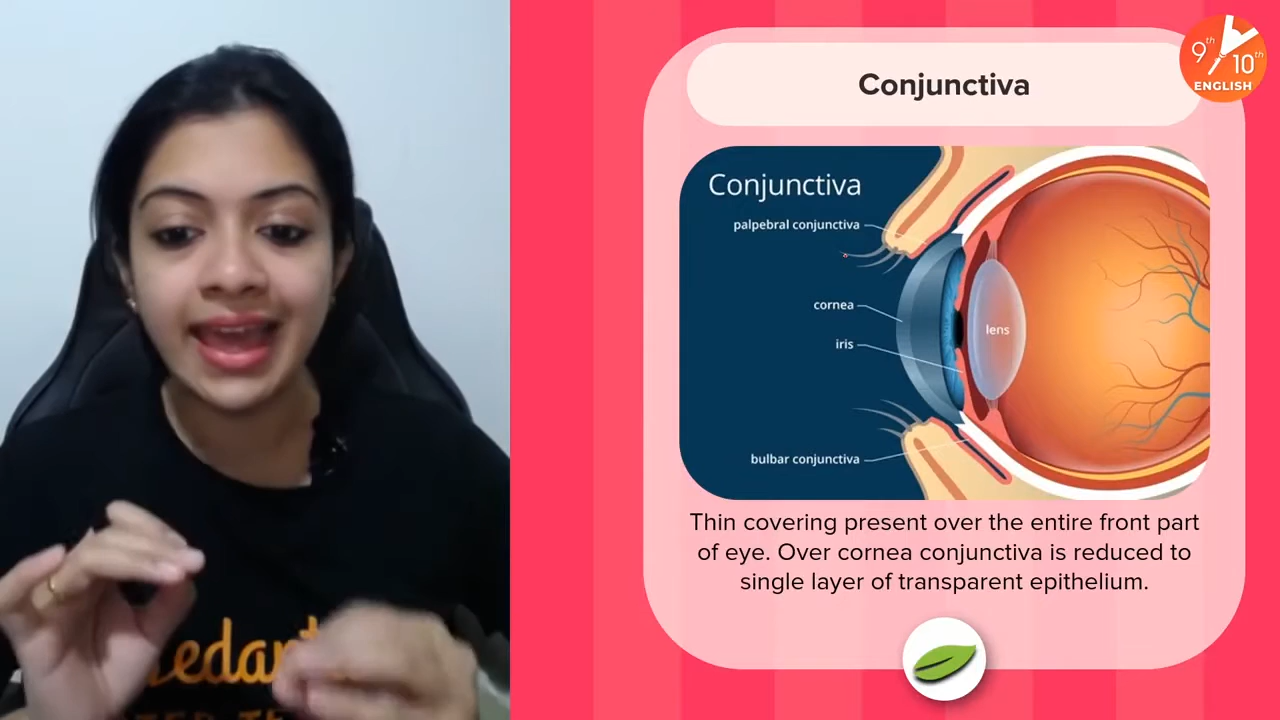 Conjunctiva
9th 10th
ENGLISH
Conjunctiva
palpebral conjunctiva
cornea
iris
lens
bulbar conjunctiva
Thin covering present over the entire front part
of eye. Over cornea conjunctiva is reduced to
single layer of transparent epithelium.